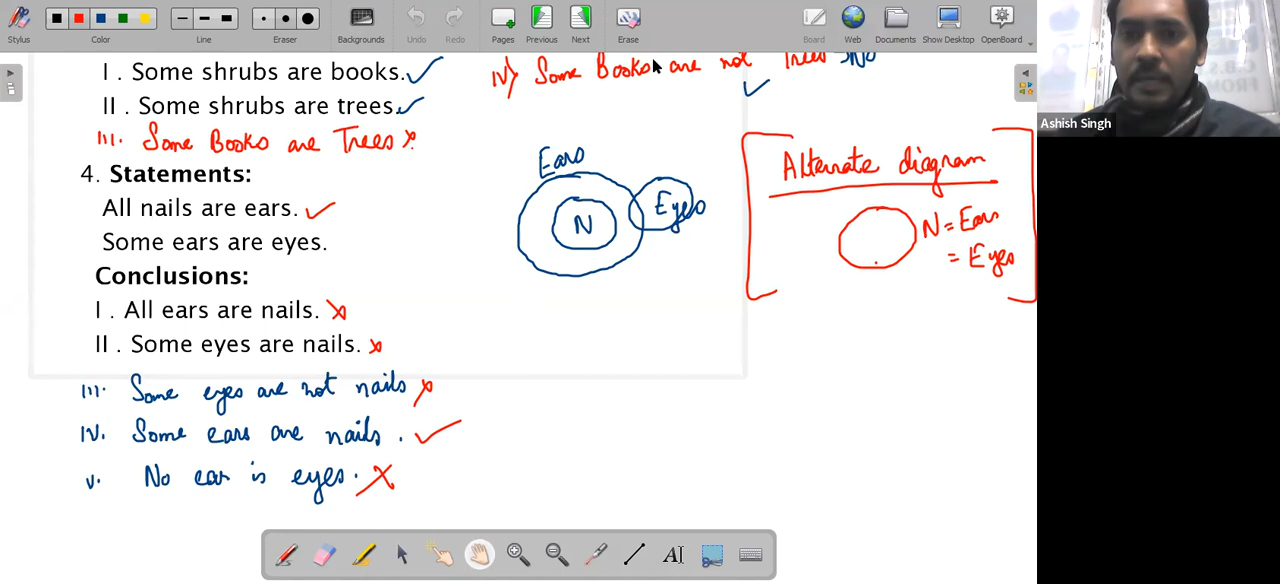 Stylus Color Line Eraser Backgrounds Undo Redo Pages Previous Next Erase Board Web Documents Show Desktop OpenBoard
Ashish Singh
I . Some shrubs are books.
IV) Some Books are not Trees No
II . Some shrubs are trees.
III. Some Books are Trees
4. Statements:
All nails are ears.
Some ears are eyes.
Conclusions:
I . All ears are nails.
II . Some eyes are nails.
III. Some eyes are not nails
IV. Some ears are nails.
V. No ear is eyes.
Ears
N
Eyes
Alternate diagram
N = Ears
= Eyes
AI